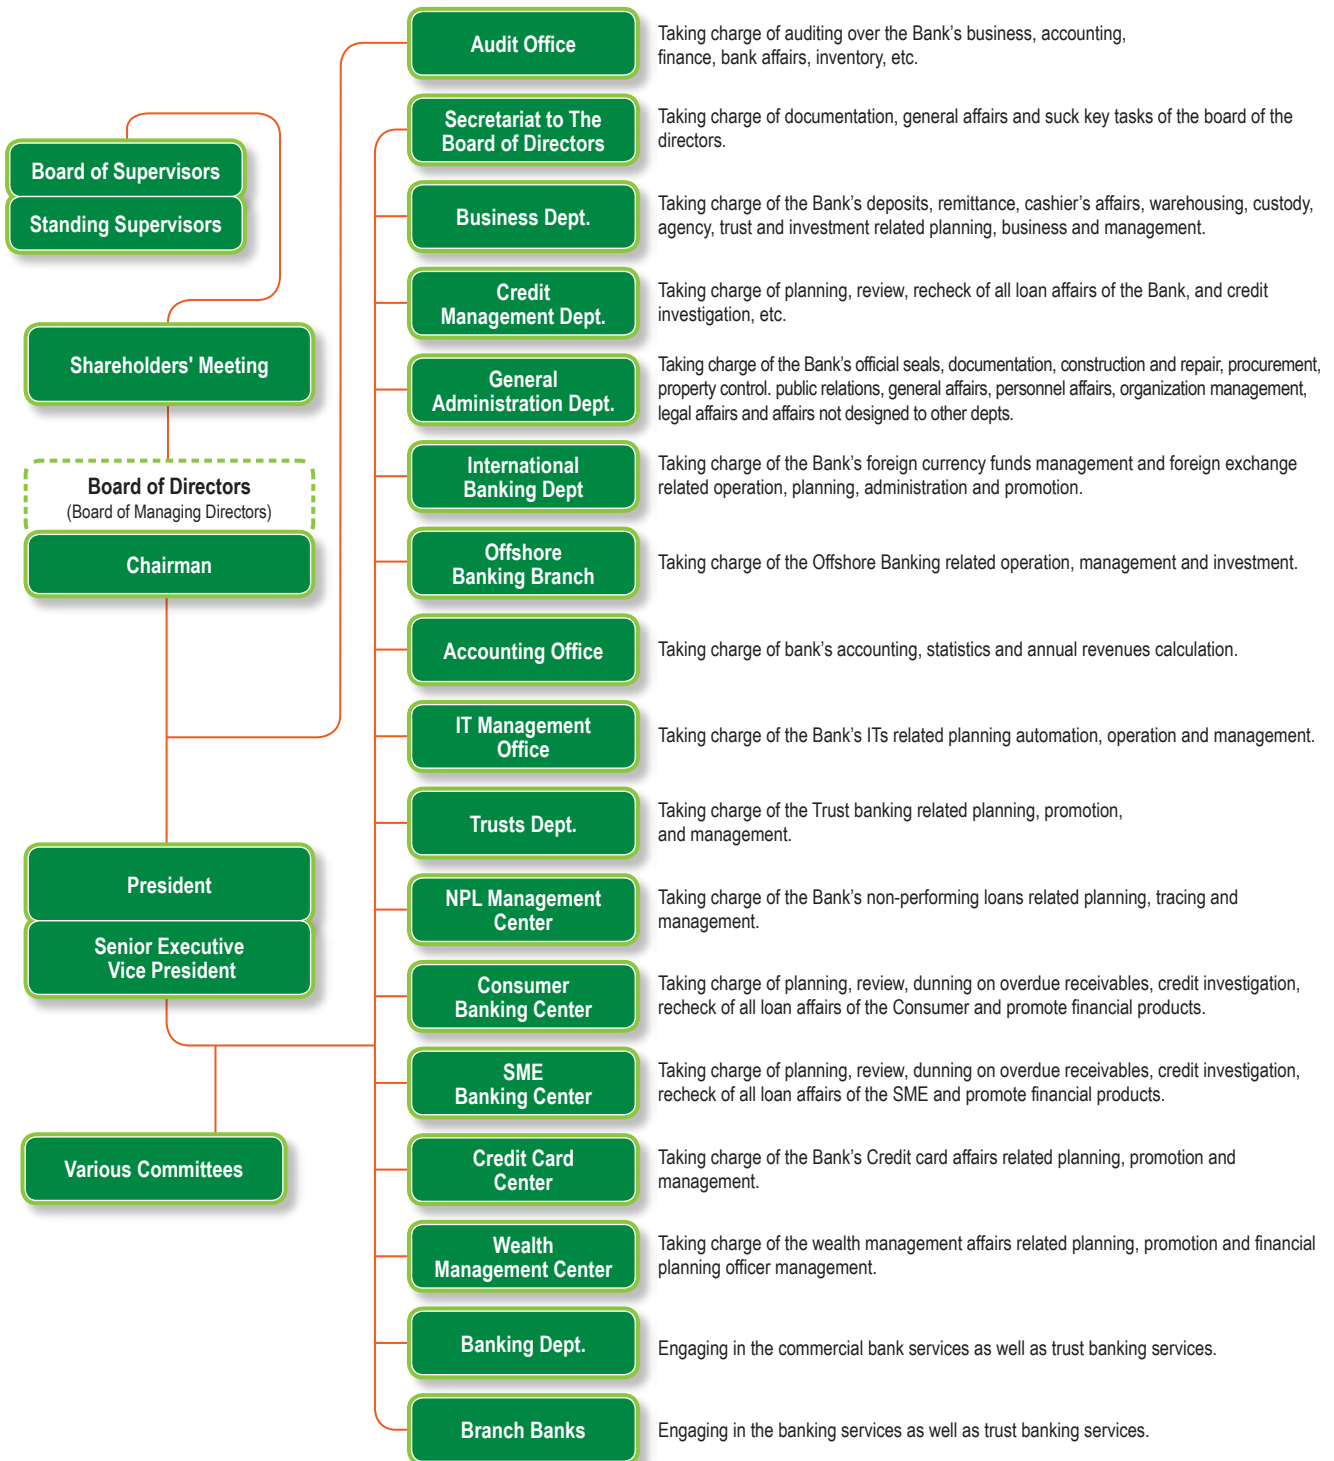 Board of Supervisors
Standing Supervisors
Shareholders' Meeting
Board of Directors
(Board of Managing Directors)
Chairman
President
Senior Executive
Vice President
Various Committees
Audit Office
Taking charge of auditing over the Bank’s business, accounting,
finance, bank affairs, inventory, etc.
Secretariat to The
Board of Directors
Taking charge of documentation, general affairs and suck key tasks of the board of the
directors.
Business Dept.
Taking charge of the Bank’s deposits, remittance, cashier’s affairs, warehousing, custody,
agency, trust and investment related planning, business and management.
Credit
Management Dept.
Taking charge of planning, review, recheck of all loan affairs of the Bank, and credit
investigation, etc.
General
Administration Dept.
Taking charge of the Bank’s official seals, documentation, construction and repair, procurement,
property control. public relations, general affairs, personnel affairs, organization management,
legal affairs and affairs not designed to other depts.
International
Banking Dept
Taking charge of the Bank’s foreign currency funds management and foreign exchange
related operation, planning, administration and promotion.
Offshore
Banking Branch
Taking charge of the Offshore Banking related operation, management and investment.
Accounting Office
Taking charge of bank’s accounting, statistics and annual revenues calculation.
IT Management
Office
Taking charge of the Bank’s ITs related planning automation, operation and management.
Trusts Dept.
Taking charge of the Trust banking related planning, promotion,
and management.
NPL Management
Center
Taking charge of the Bank’s non-performing loans related planning, tracing and
management.
Consumer
Banking Center
Taking charge of planning, review, dunning on overdue receivables, credit investigation,
recheck of all loan affairs of the Consumer and promote financial products.
SME
Banking Center
Taking charge of planning, review, dunning on overdue receivables, credit investigation,
recheck of all loan affairs of the SME and promote financial products.
Credit Card
Center
Taking charge of the Bank’s Credit card affairs related planning, promotion and
management.
Wealth
Management Center
Taking charge of the wealth management affairs related planning, promotion and financial
planning officer management.
Banking Dept.
Engaging in the commercial bank services as well as trust banking services.
Branch Banks
Engaging in the banking services as well as trust banking services.